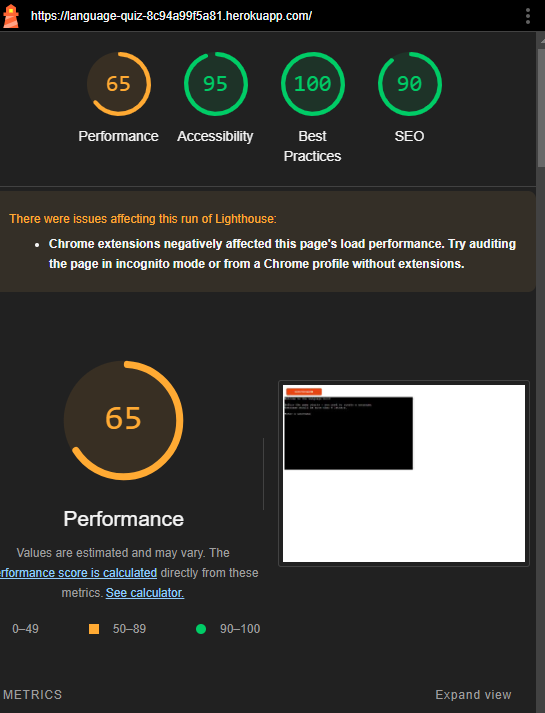 https://language-quiz-8c94a99f5a81.herokuapp.com/
65
95
100
90
Performance
Accessibility
Best
Practices
SEO
There were issues affecting this run of Lighthouse:
Chrome extensions negatively affected this page's load performance. Try auditing
the page in incognito mode or from a Chrome profile without extensions.
65
Performance
Values are estimated and may vary. The
rformance score is calculated directly from these
metrics. See calculator.
0–49
50–89
90–100
METRICS
Expand view